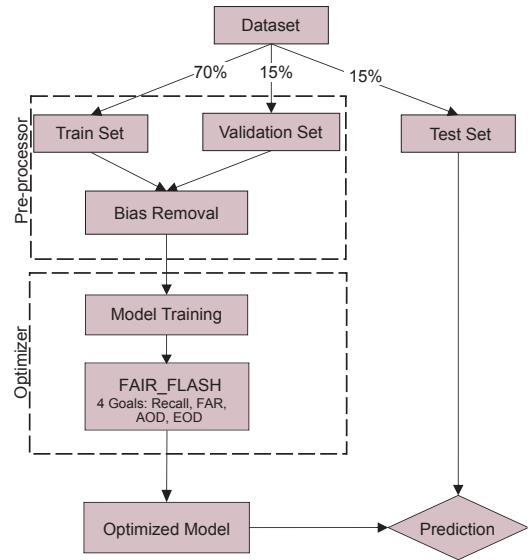 Dataset
70%
15%
15%
Pre-processor
Train Set
Validation Set
Test Set
Bias Removal
Optimizer
Model Training
FAIR_FLASH
4 Goals: Recall, FAR,
AOD, EOD
Optimized Model
Prediction